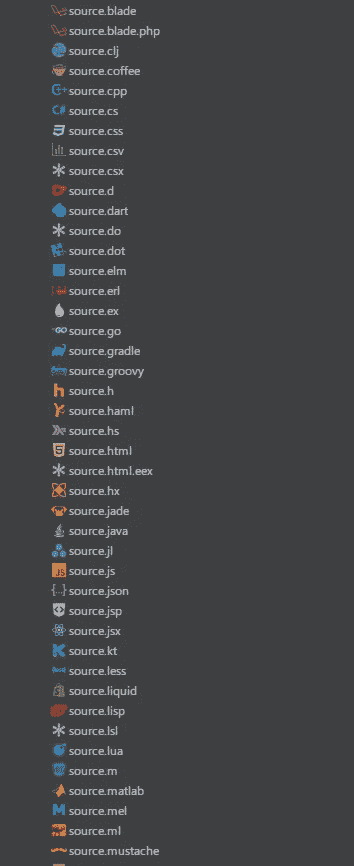 source.blade
source.blade.php
source.clj
source.coffee
source.cpp
source.cs
source.css
source.csv
source.csx
source.d
source.dart
source.do
source.dot
source.elm
source.erl
source.ex
source.go
source.gradle
source.groovy
source.h
source.haml
source.hs
source.html
source.html.eex
source.hx
source.jade
source.java
source.jl
source.js
source.json
source.jsp
source.jsx
source.kt
source.less
source.liquid
source.lisp
source.lsl
source.lua
source.m
source.matlab
source.mel
source.ml
source.mustache